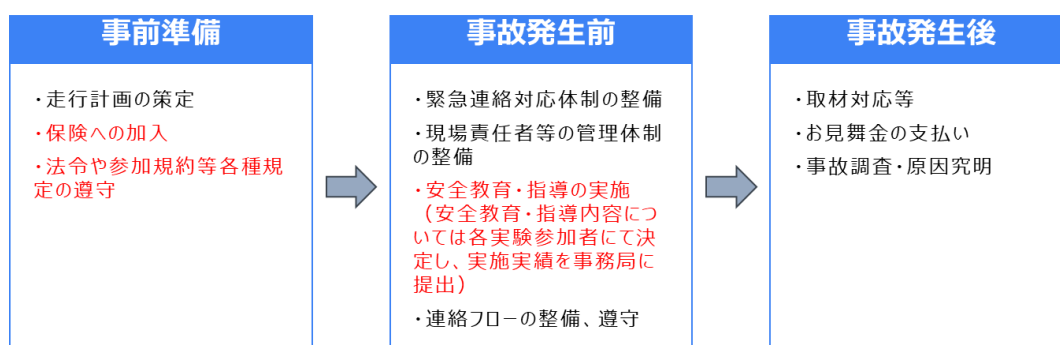 事前準備
・走行計画の策定
・保険への加入
・法令や参加規約等各種規
定の遵守
事故発生前
・緊急連絡対応体制の整備
・現場責任者等の管理体制
の整備
・安全教育・指導の実施
（安全教育・指導内容につ
いては各実験参加者にて決
定し、実施実績を事務局に
提出）
・連絡フローの整備、遵守
事故発生後
・取材対応等
・お見舞金の支払い
・事故調査・原因究明